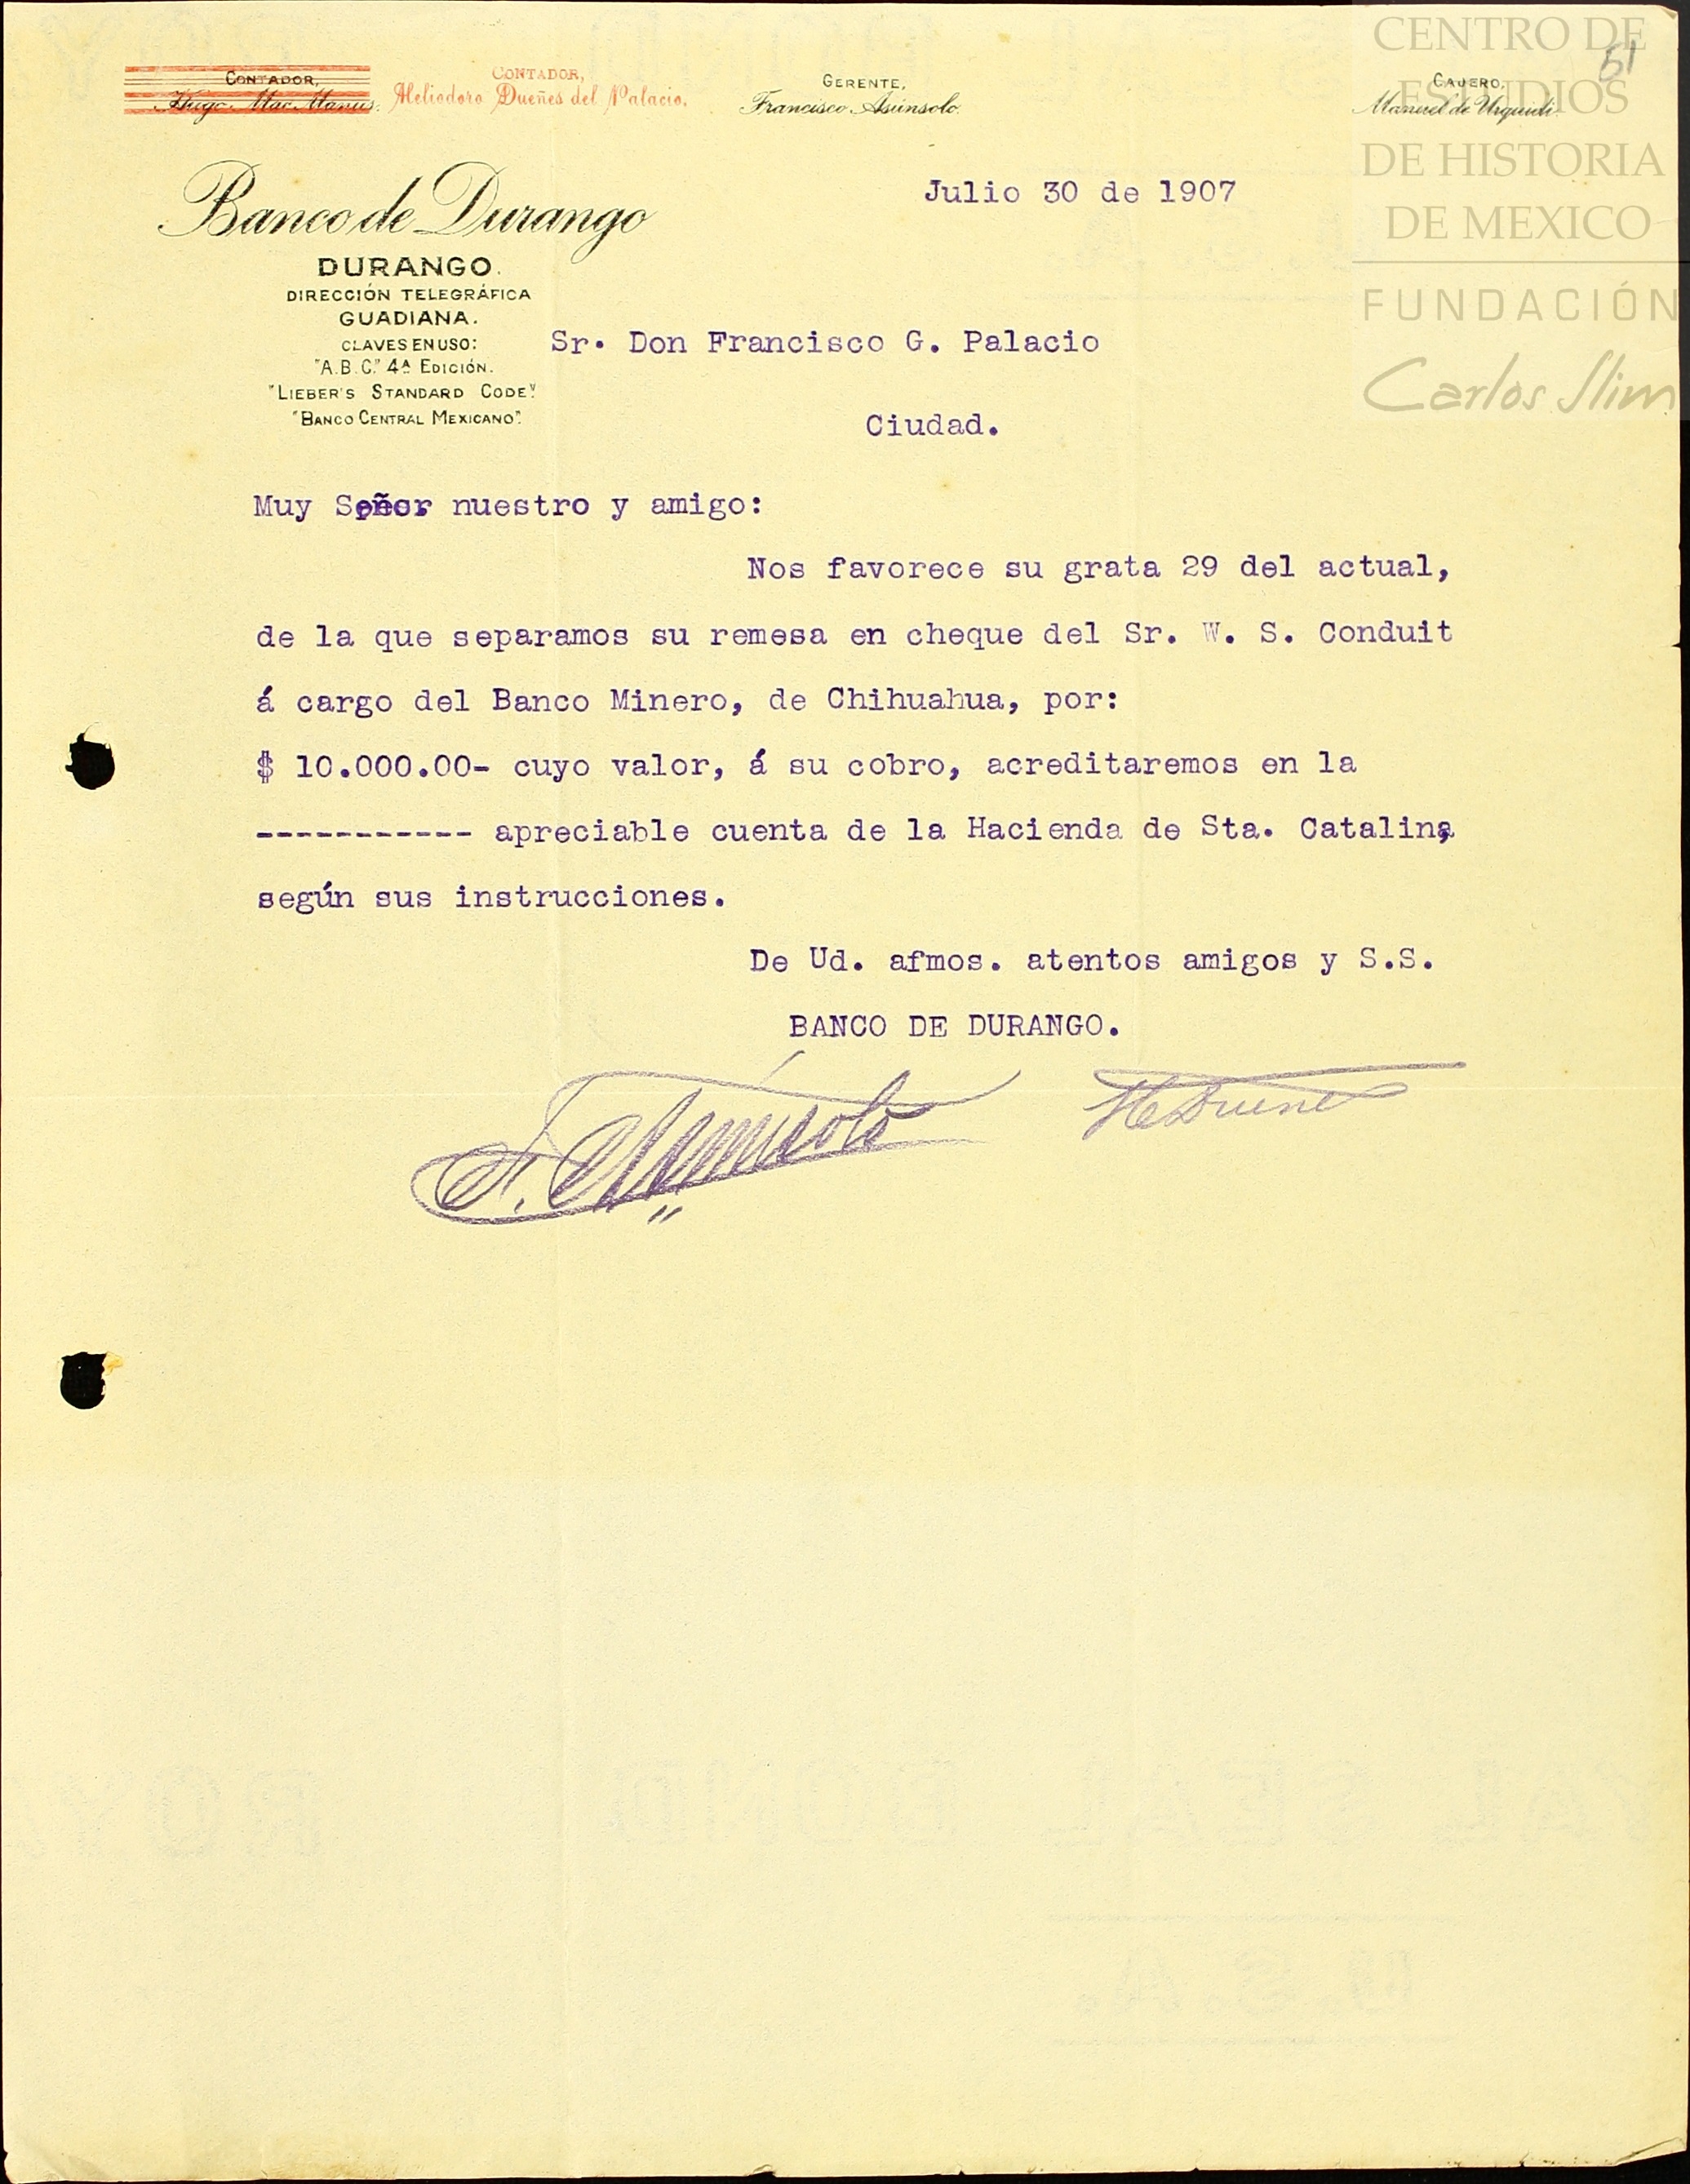 CONTADOR,
Hugo Mac Manus.
CONTADOR,
Heliodoro Dueñes del Palacio.
GERENTE,
Francisco Asúnsolo.
CAJERO,
Manuel de Urquidi.
51
CENTRO DE
ESTUDIOS
DE HISTORIA
DE MEXICO
FUNDACIÓN
Carlos Slim
Banco de Durango
DURANGO.
DIRECCIÓN TELEGRÁFICA
GUADIANA.
CLAVES EN USO:
"A.B.C." 4ª EDICIÓN.
"LIEBER'S STANDARD CODE"
"BANCO CENTRAL MEXICANO".
Julio 30 de 1907
Sr. Don Francisco G. Palacio
Ciudad.
Muy Señor nuestro y amigo:
Nos favorece su grata 29 del actual,
de la que separamos su remesa en cheque del Sr. W. S. Conduit
á cargo del Banco Minero, de Chihuahua, por:
$ 10.000.00- cuyo valor, á su cobro, acreditaremos en la
----------- apreciable cuenta de la Hacienda de Sta. Catalina,
según sus instrucciones.
De Ud. afmos. atentos amigos y S.S.
BANCO DE DURANGO.
F. Asúnsolo
HDueñes